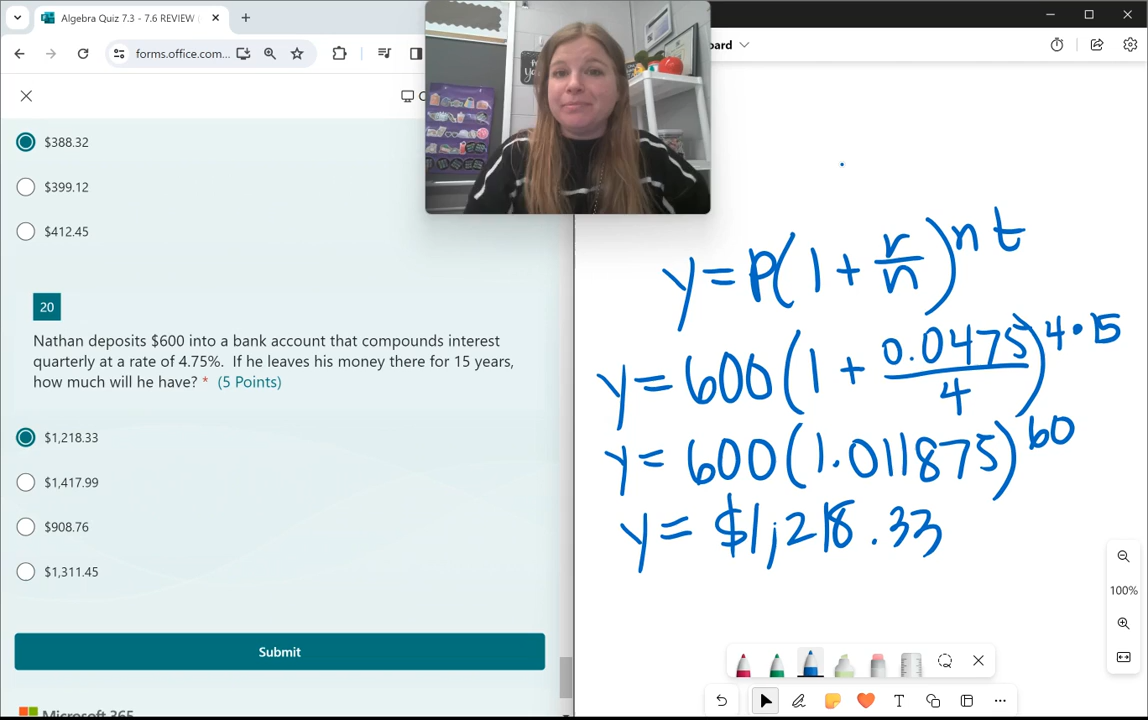 Algebra Quiz 7.3 - 7.6 REVIEW
forms.office.com...
$388.32
$399.12
$412.45
20
Nathan deposits $600 into a bank account that compounds interest
quarterly at a rate of 4.75%. If he leaves his money there for 15 years,
how much will he have? * (5 Points)
$1,218.33
$1,417.99
$908.76
$1,311.45
Submit
Microsoft 365
y = P(1 + r/n)^nt
y = 600(1 + 0.0475/4)^4•15
y = 600(1.011875)^60
y = $1,218.33
100%